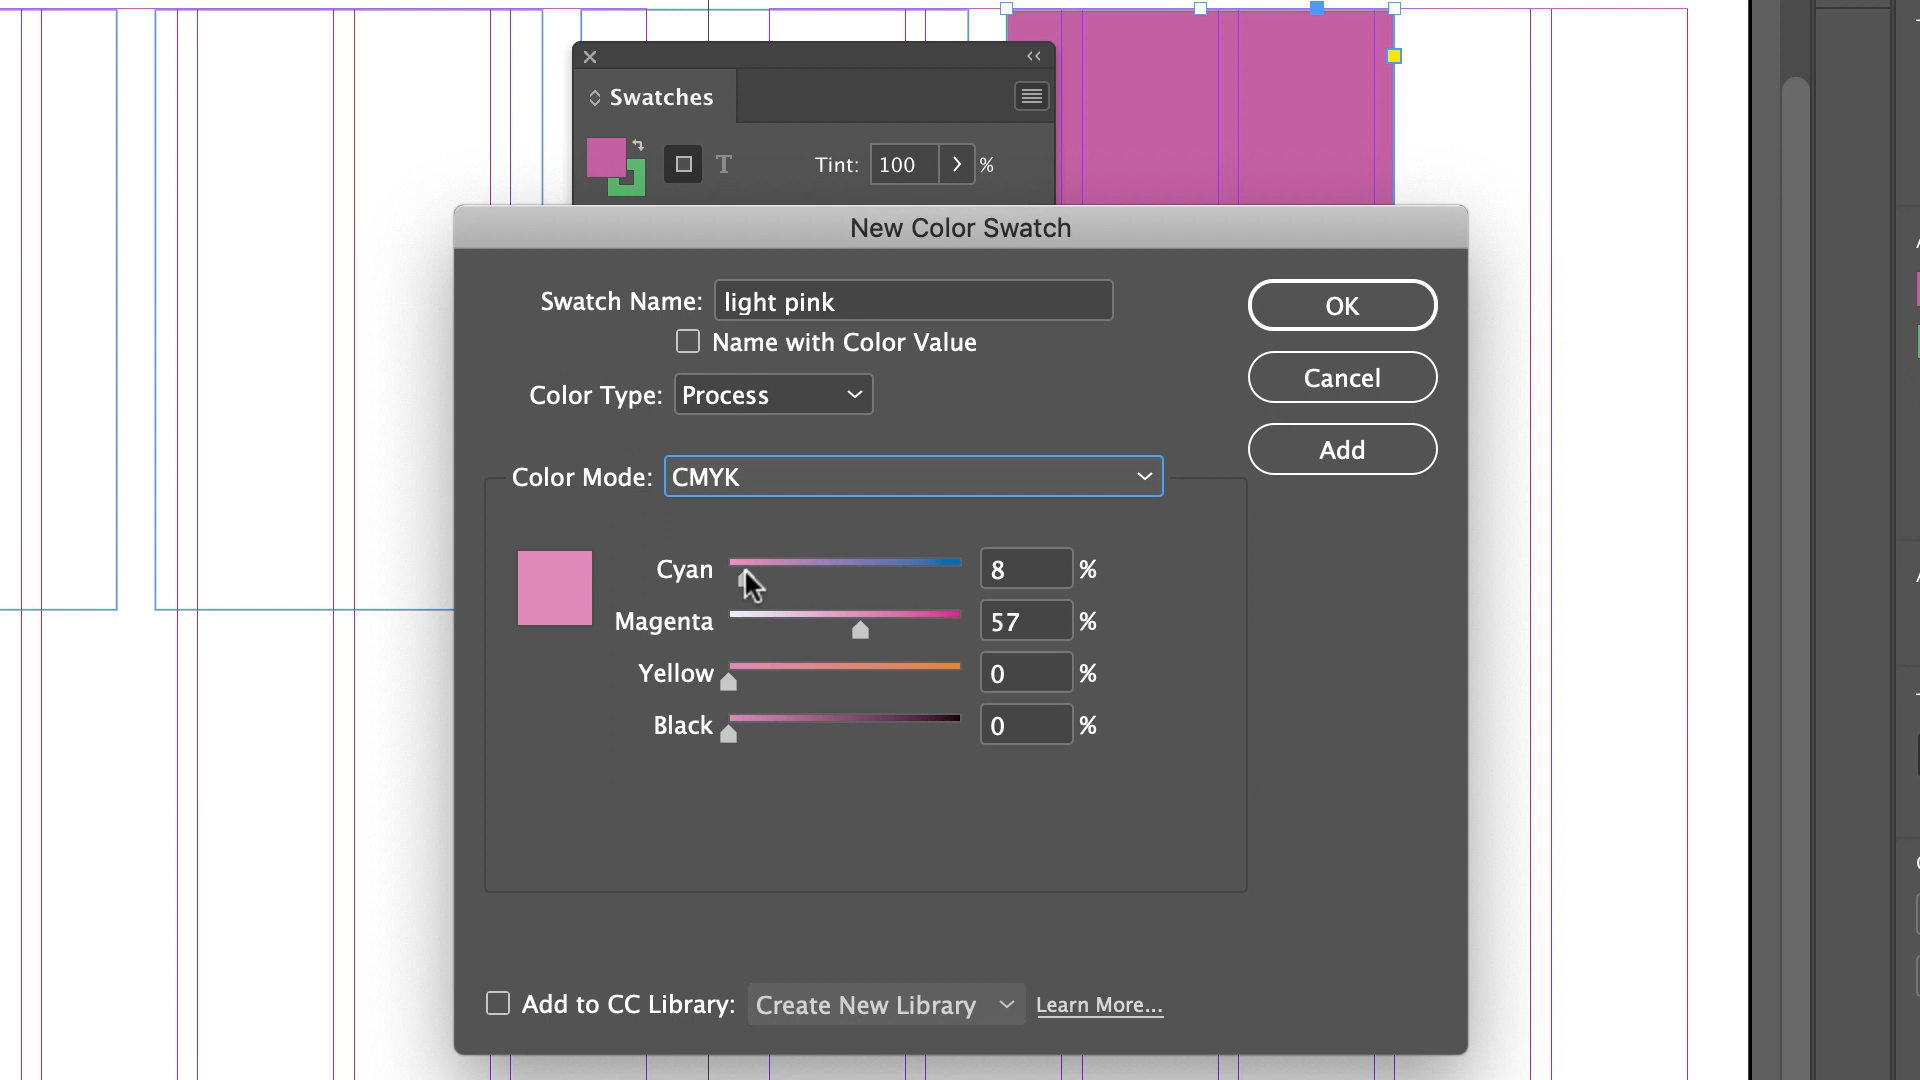 Swatches
T
Tint: 100 %
New Color Swatch
Swatch Name: light pink
OK
Name with Color Value
Cancel
Color Type: Process
Add
Color Mode: CMYK
Cyan 8 %
Magenta 57 %
Yellow 0 %
Black 0 %
Add to CC Library: Create New Library Learn More...